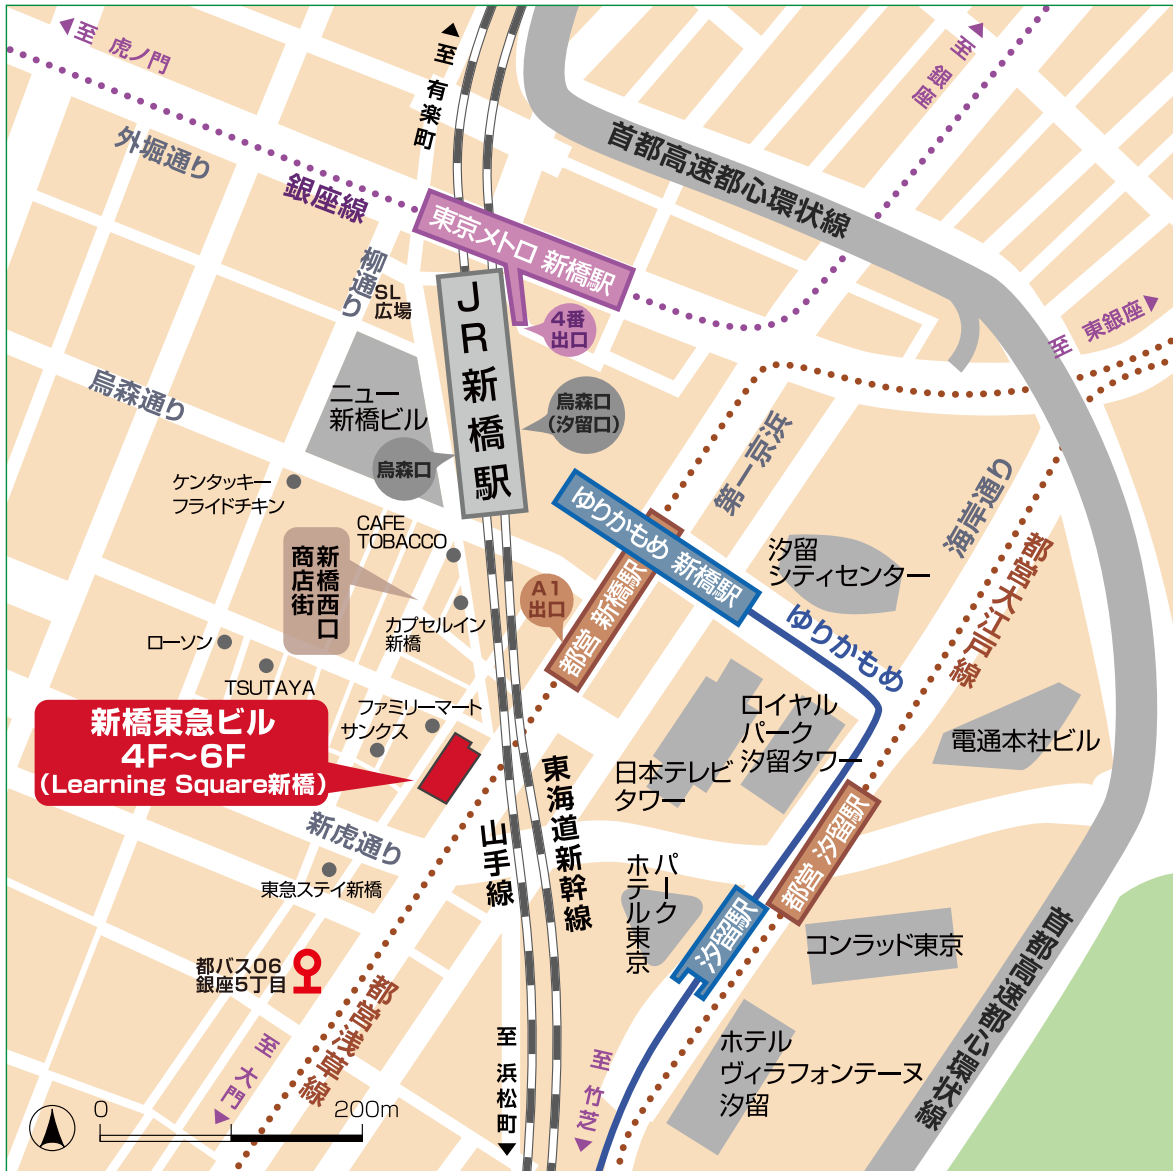 至 虎ノ門
至 有楽町
至 銀座
首都高速都心環状線
外堀通り
銀座線
東京メトロ 新橋駅
柳通り
SL
広場
JR新橋駅
4番
出口
至 東銀座
烏森通り
ニュー
新橋ビル
烏森口
(汐留口)
烏森口
第一京浜
海岸通り
ケンタッキー
フライドチキン
CAFE
TOBACCO
ゆりかもめ 新橋駅
新橋西口
商店街
A1
出口
都営 新橋駅
汐留
シティセンター
都営大江戸線
カプセルイン
新橋
ローソン
TSUTAYA
ゆりかもめ
ファミリーマート
サンクス
新橋東急ビル
4F〜6F
(Learning Square新橋)
ロイヤル
パーク
汐留タワー
日本テレビ
タワー
電通本社ビル
東海道新幹線
山手線
新虎通り
東急ステイ新橋
都営 汐留駅
パーク
ホテル東京
汐留駅
コンラッド東京
首都高速都心環状線
都バス06
銀座5丁目
都営浅草線
至 大門
至 浜松町
至 竹芝
ホテル
ヴィラフォンテーヌ
汐留
0
200m